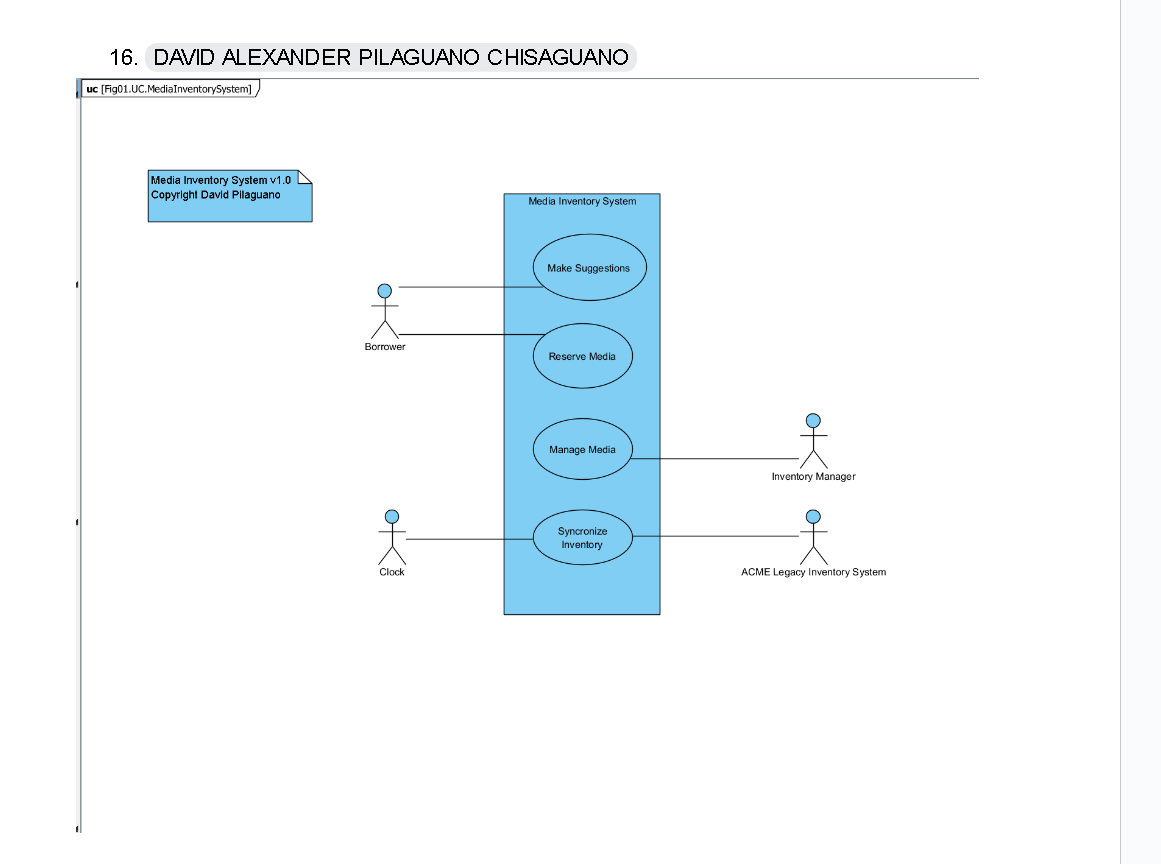 16. DAVID ALEXANDER PILAGUANO CHISAGUANO
uc [Fig01.UC.MediaInventorySystem]
Media Inventory System v1.0
Copyright David Pilaguano
Media Inventory System
Make Suggestions
Borrower
Reserve Media
Manage Media
Inventory Manager
Syncronize
Inventory
Clock
ACME Legacy Inventory System